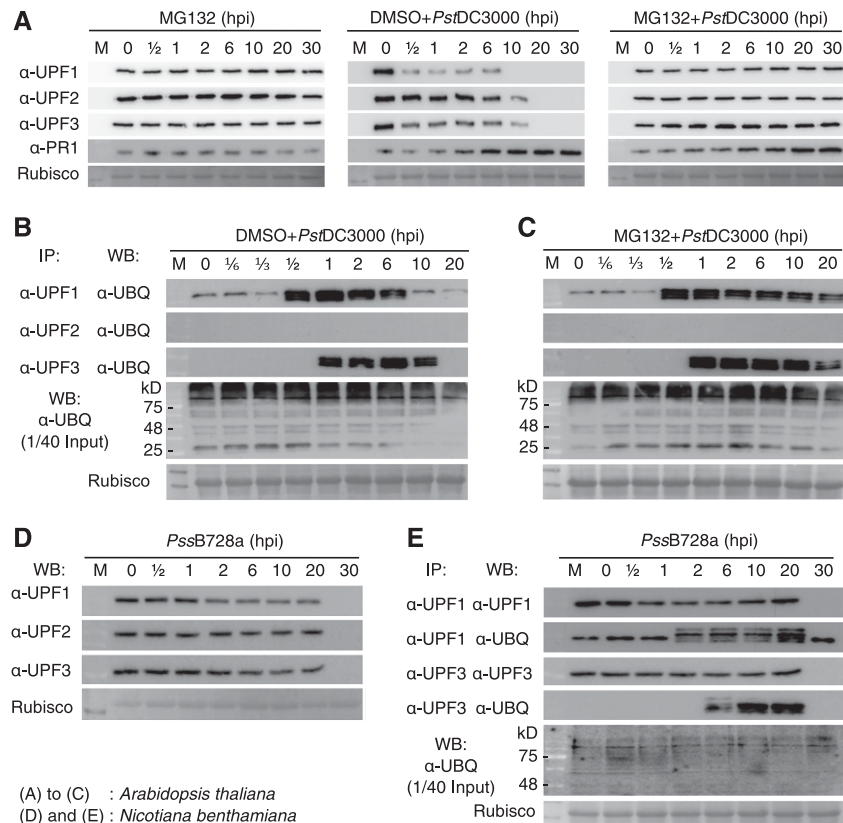 A
MG132 (hpi)
DMSO+PstDC3000 (hpi)
MG132+PstDC3000 (hpi)
M 0 ½ 1 2 6 10 20 30
M 0 ½ 1 2 6 10 20 30
M 0 ½ 1 2 6 10 20 30
α-UPF1
α-UPF2
α-UPF3
α-PR1
Rubisco
B
DMSO+PstDC3000 (hpi)
IP: WB: M 0 ⅙ ⅓ ½ 1 2 6 10 20
α-UPF1 α-UBQ
α-UPF2 α-UBQ
α-UPF3 α-UBQ
WB:
α-UBQ
(1/40 Input)
kD
75
48
25
Rubisco
C
MG132+PstDC3000 (hpi)
M 0 ⅙ ⅓ ½ 1 2 6 10 20
kD
75
48
25
D
PssB728a (hpi)
WB: M 0 ½ 1 2 6 10 20 30
α-UPF1
α-UPF2
α-UPF3
Rubisco
E
PssB728a (hpi)
IP: WB: M 0 ½ 1 2 6 10 20 30
α-UPF1 α-UPF1
α-UPF1 α-UBQ
α-UPF3 α-UPF3
α-UPF3 α-UBQ
WB:
α-UBQ
(1/40 Input)
kD
75
48
Rubisco
(A) to (C) : Arabidopsis thaliana
(D) and (E) : Nicotiana benthamiana